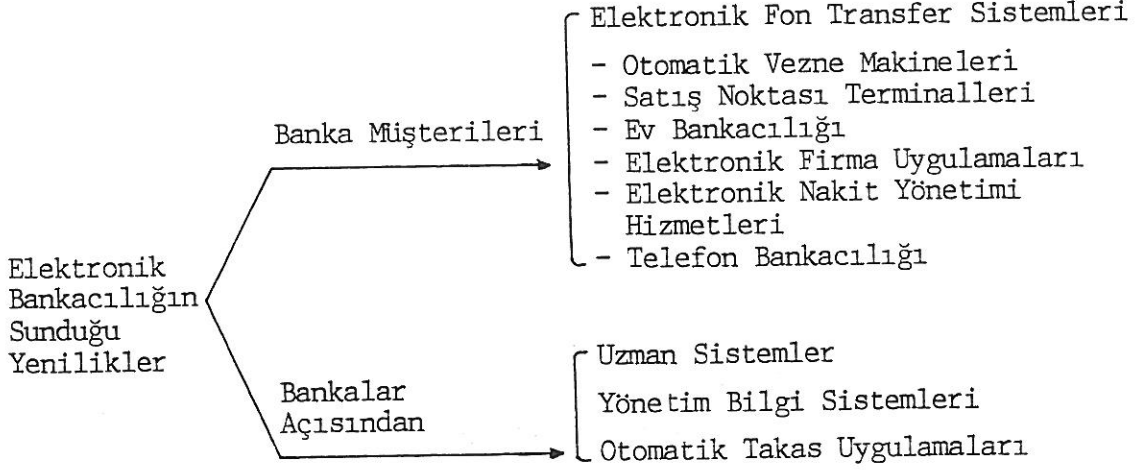 Elektronik Fon Transfer Sistemleri
- Otomatik Vezne Makineleri
- Satış Noktası Terminalleri
- Ev Bankacılığı
- Elektronik Firma Uygulamaları
- Elektronik Nakit Yönetimi
Hizmetleri
- Telefon Bankacılığı
Banka Müşterileri
Elektronik
Bankacılığın
Sunduğu
Yenilikler
Bankalar
Açısından
Uzman Sistemler
Yönetim Bilgi Sistemleri
Otomatik Takas Uygulamaları